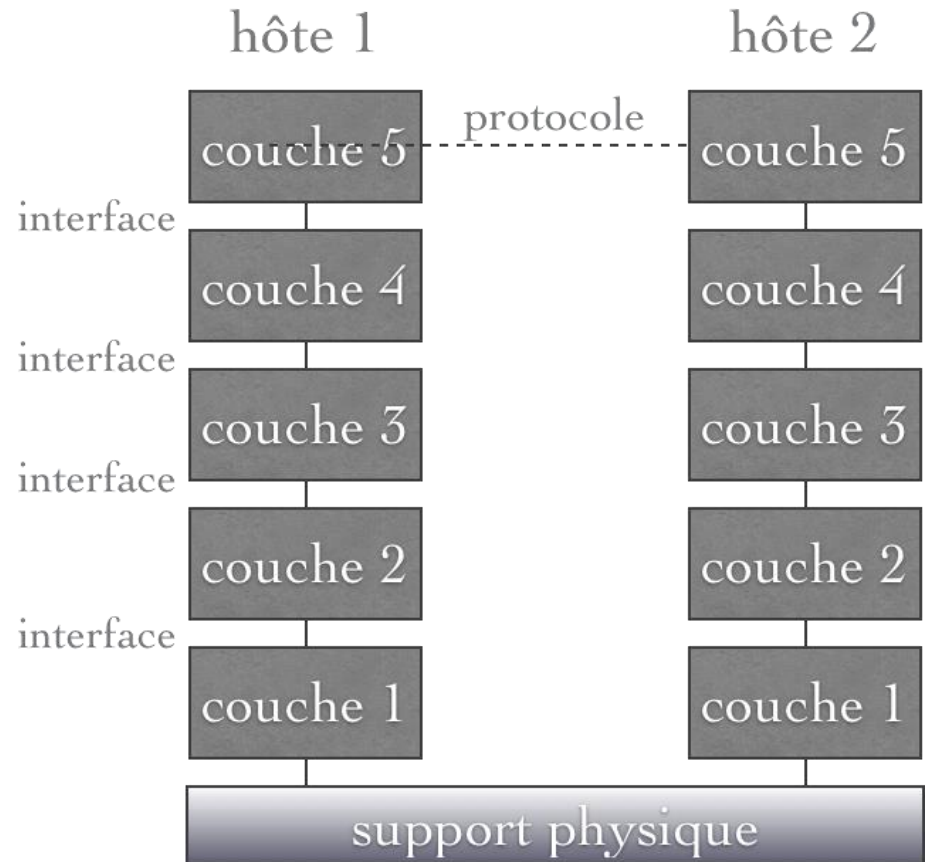 hôte 1 hôte 2
protocole
couche 5 couche 5
interface
couche 4 couche 4
interface
couche 3 couche 3
interface
couche 2 couche 2
interface
couche 1 couche 1
support physique